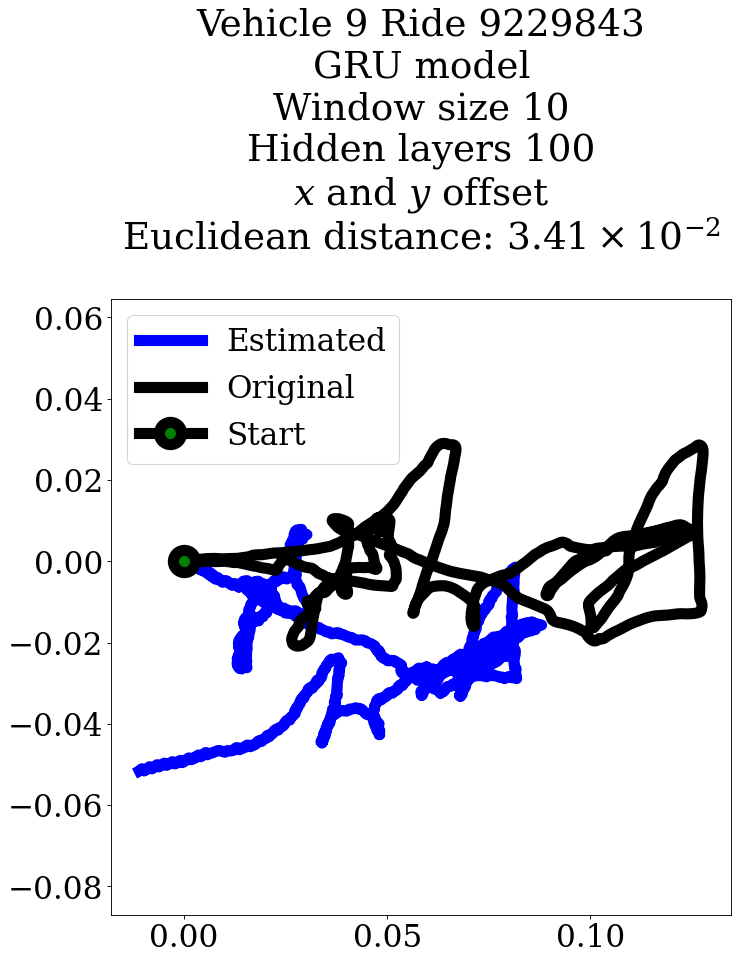 Vehicle 9 Ride 9229843
GRU model
Window size 10
Hidden layers 100
x and y offset
Euclidean distance: 3.41 × 10⁻²
Estimated
Original
Start
0.06
0.04
0.02
0.00
−0.02
−0.04
−0.06
−0.08
0.00 0.05 0.10